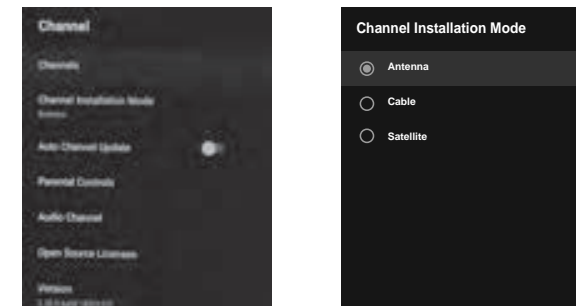 Channel
Channels
Channel Installation Mode
Antenna
Auto Channel Update
Parental Controls
Audio Channel
Open Source Licenses
Version
Channel Installation Mode
Antenna
Cable
Satellite